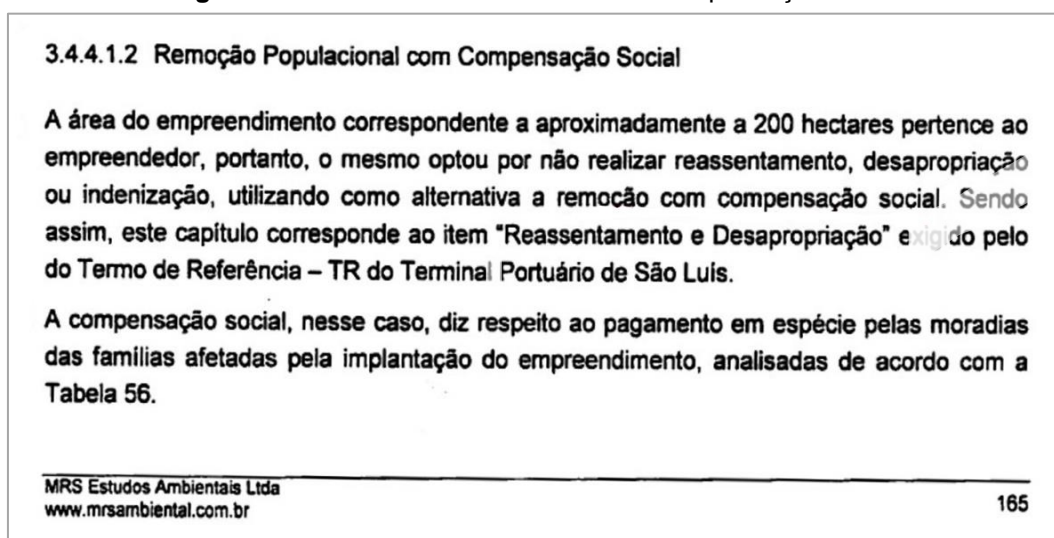 3.4.4.1.2 Remoção Populacional com Compensação Social
A área do empreendimento correspondente a aproximadamente a 200 hectares pertence ao
empreendedor, portanto, o mesmo optou por não realizar reassentamento, desapropriação
ou indenização, utilizando como alternativa a remoção com compensação social. Sendo
assim, este capítulo corresponde ao item "Reassentamento e Desapropriação" exigido pelo
do Termo de Referência – TR do Terminal Portuário de São Luís.
A compensação social, nesse caso, diz respeito ao pagamento em espécie pelas moradias
das famílias afetadas pela implantação do empreendimento, analisadas de acordo com a
Tabela 56.
MRS Estudos Ambientais Ltda
www.mrsambiental.com.br
165